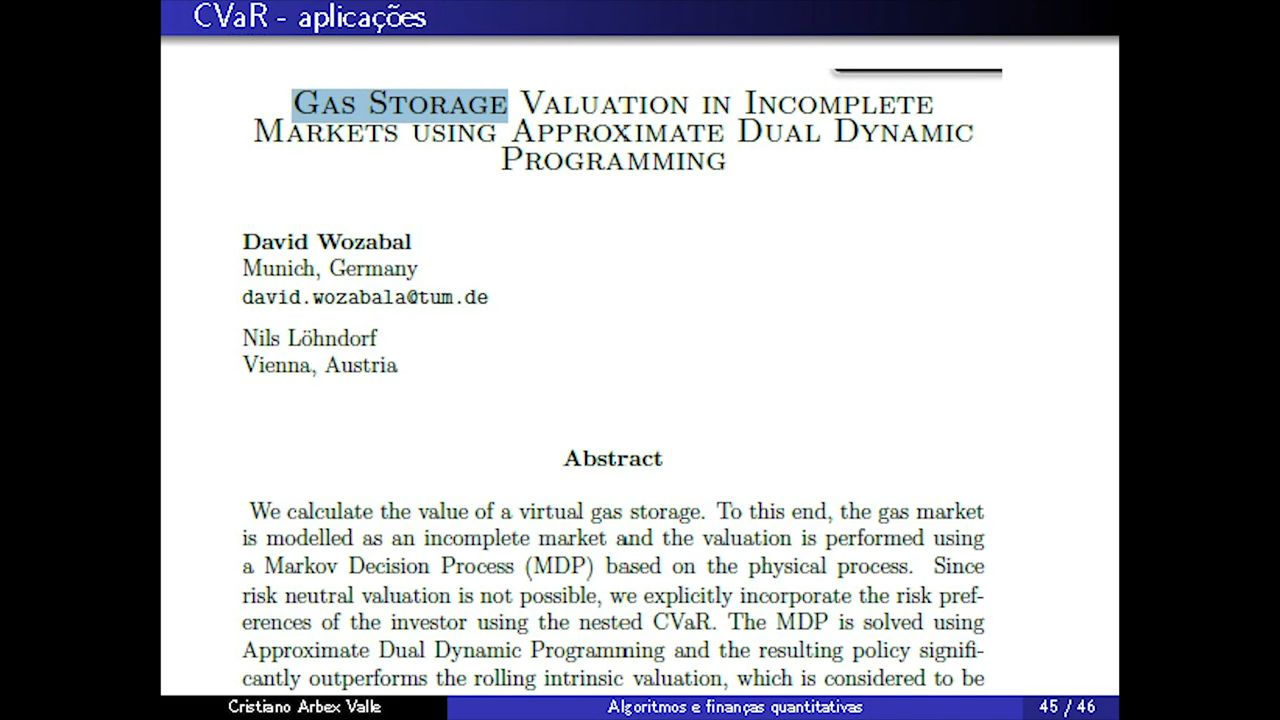 CVaR - aplicações
Gas Storage Valuation in Incomplete
Markets using Approximate Dual Dynamic
Programming
David Wozabal
Munich, Germany
david.wozabala@tum.de
Nils Löhndorf
Vienna, Austria
Abstract
We calculate the value of a virtual gas storage. To this end, the gas market
is modelled as an incomplete market and the valuation is performed using
a Markov Decision Process (MDP) based on the physical process. Since
risk neutral valuation is not possible, we explicitly incorporate the risk pref-
erences of the investor using the nested CVaR. The MDP is solved using
Approximate Dual Dynamic Programming and the resulting policy signifi-
cantly outperforms the rolling intrinsic valuation, which is considered to be
Cristiano Arbex Valle
Algoritmos e finanças quantitativas
45 / 46